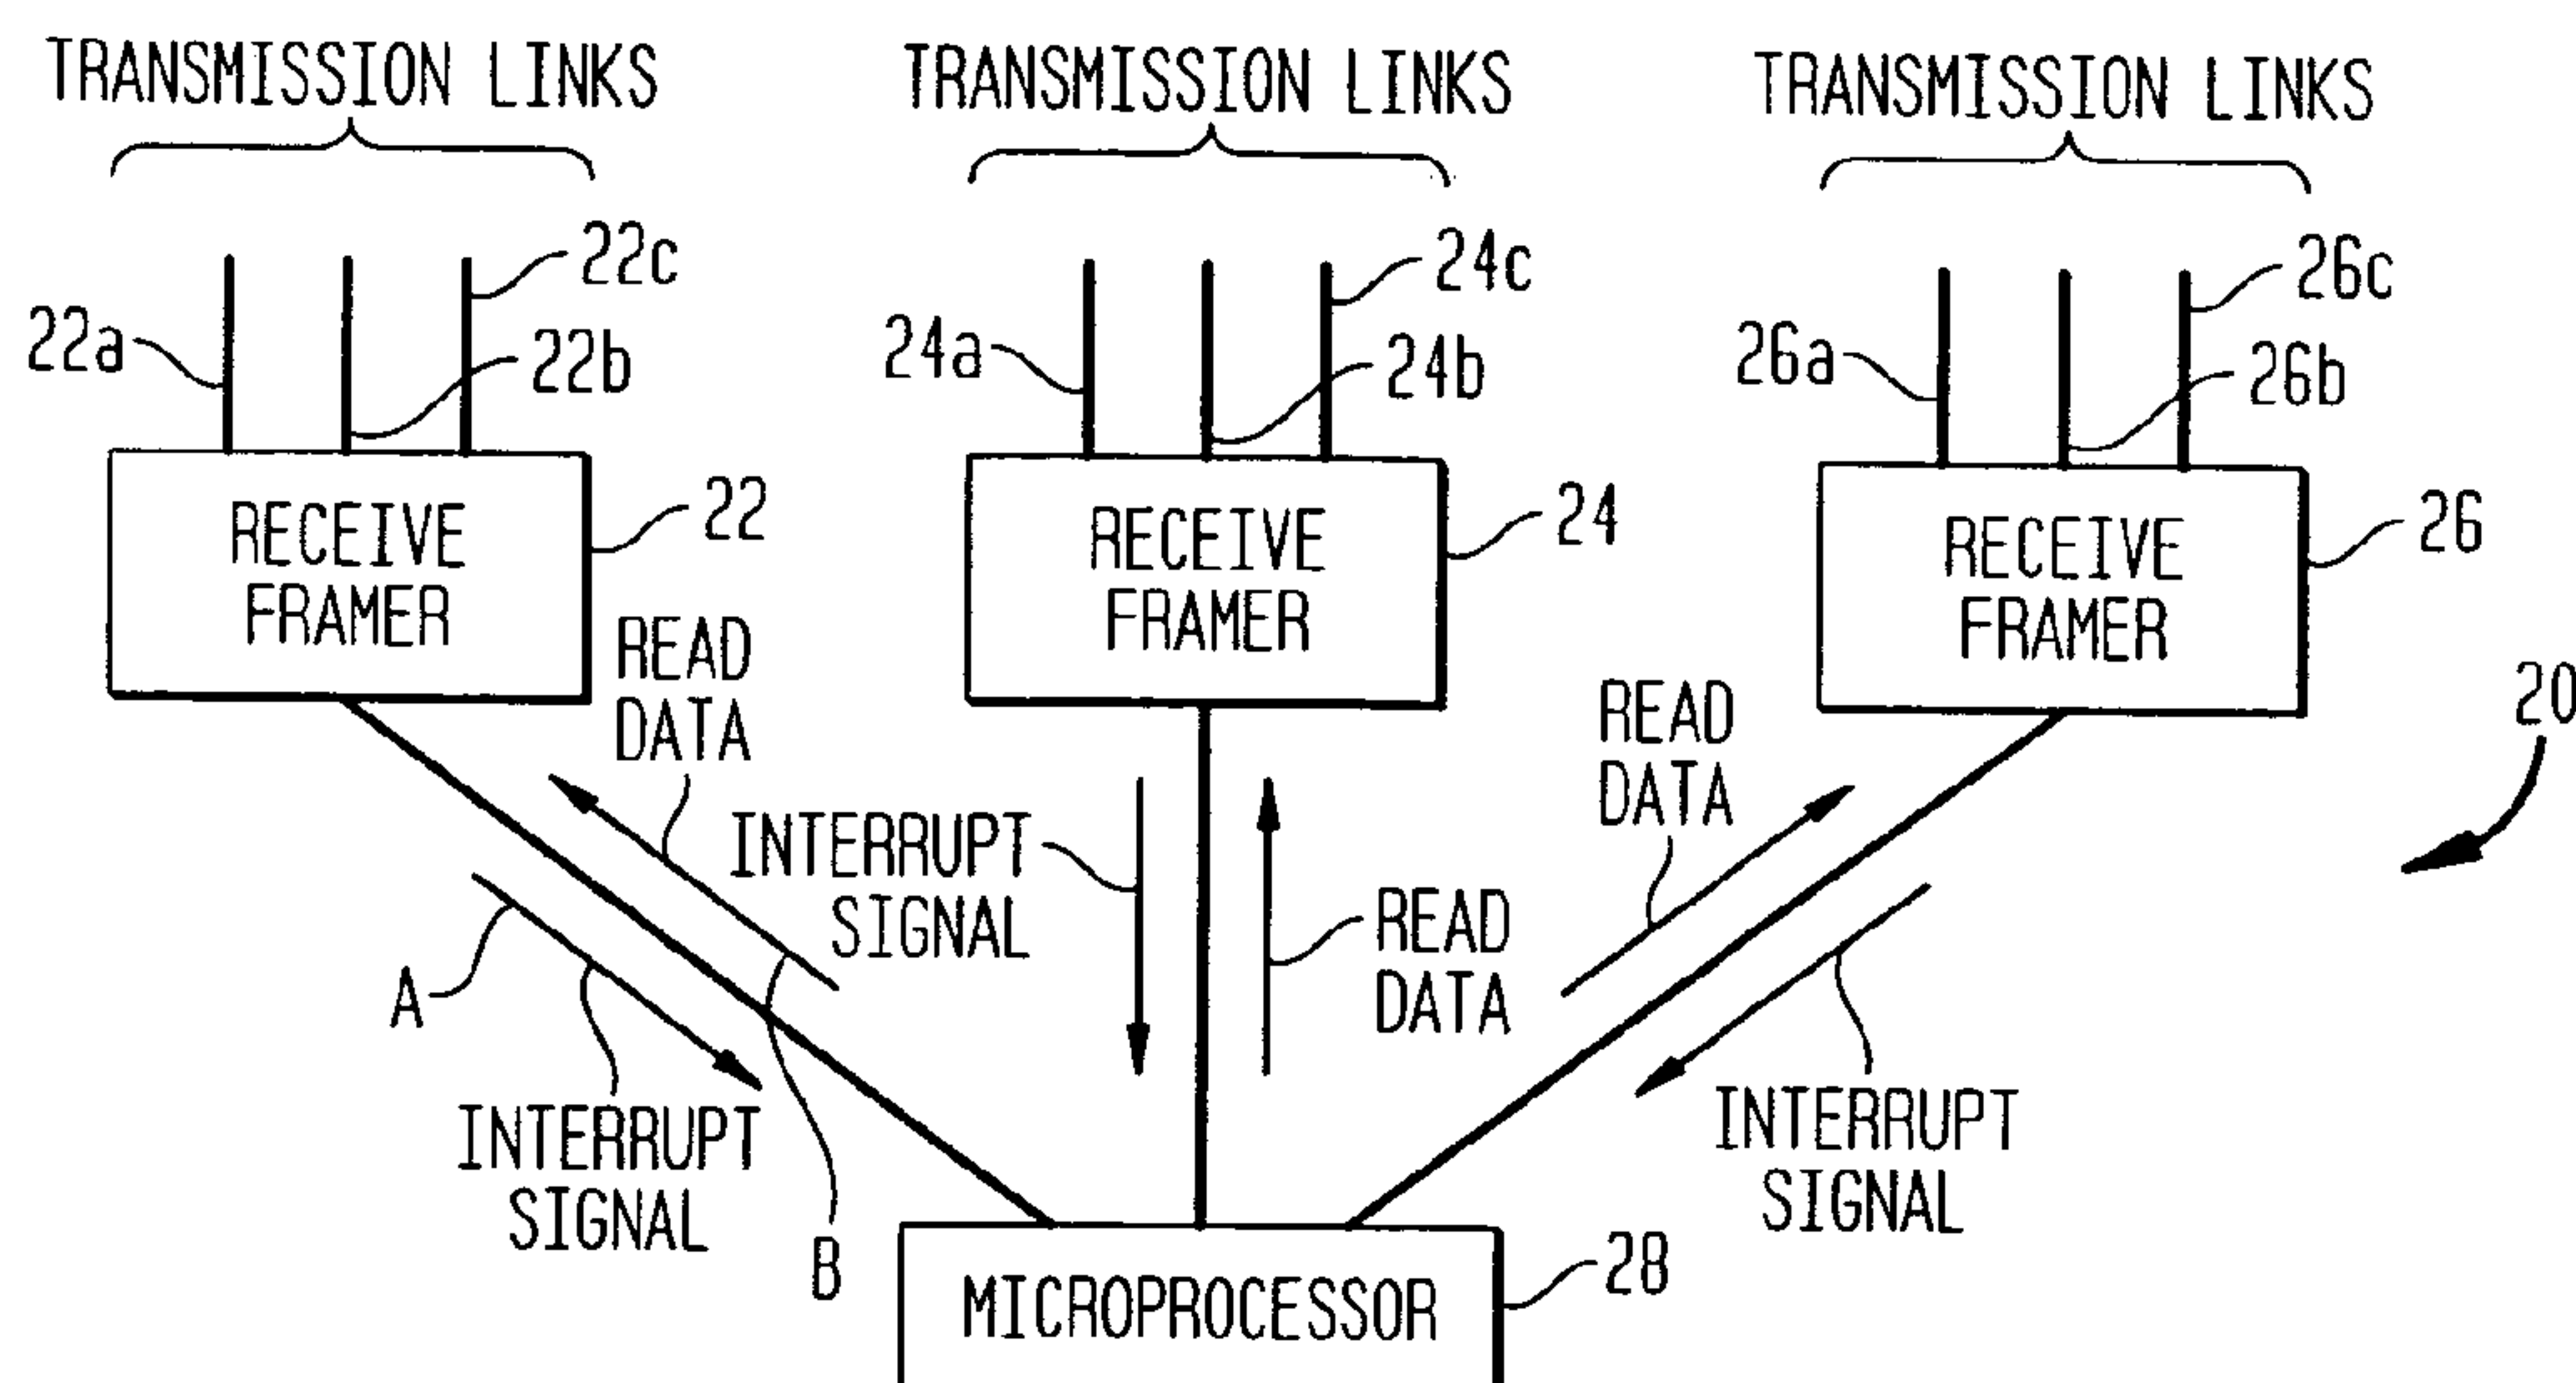 TRANSMISSION LINKS
TRANSMISSION LINKS
TRANSMISSION LINKS
22c
24c
26c
22a
22b
24a
24b
26a
26b
RECEIVE
FRAMER
22
RECEIVE
FRAMER
24
RECEIVE
FRAMER
26
20
READ
DATA
INTERRUPT
SIGNAL
READ
DATA
READ
DATA
A
INTERRUPT
SIGNAL
B
INTERRUPT
SIGNAL
MICROPROCESSOR
28